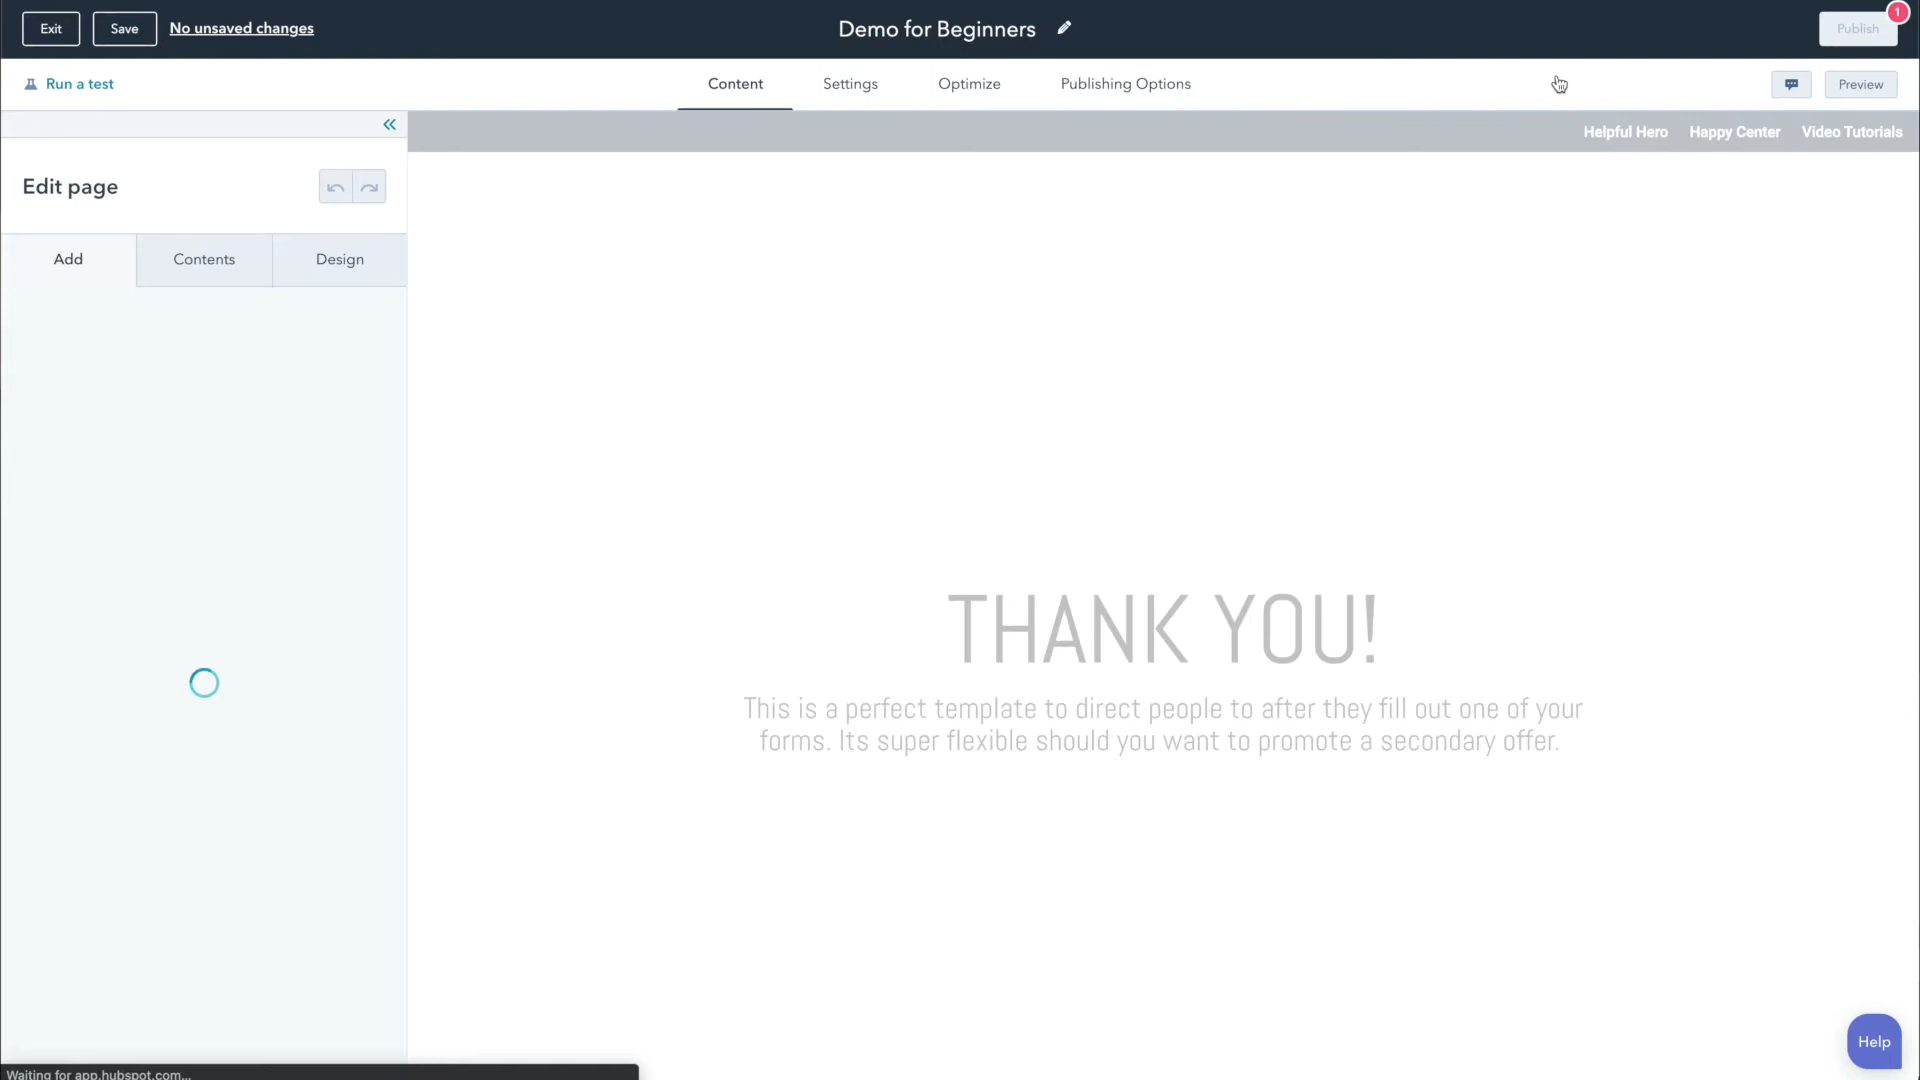 Exit
Save
No unsaved changes
Demo for Beginners
Publish
1
Run a test
Content
Settings
Optimize
Publishing Options
Preview
Helpful Hero
Happy Center
Video Tutorials
Edit page
Add
Contents
Design
THANK YOU!
This is a perfect template to direct people to after they fill out one of your
forms. Its super flexible should you want to promote a secondary offer.
Help
Waiting for app.hubspot.com...